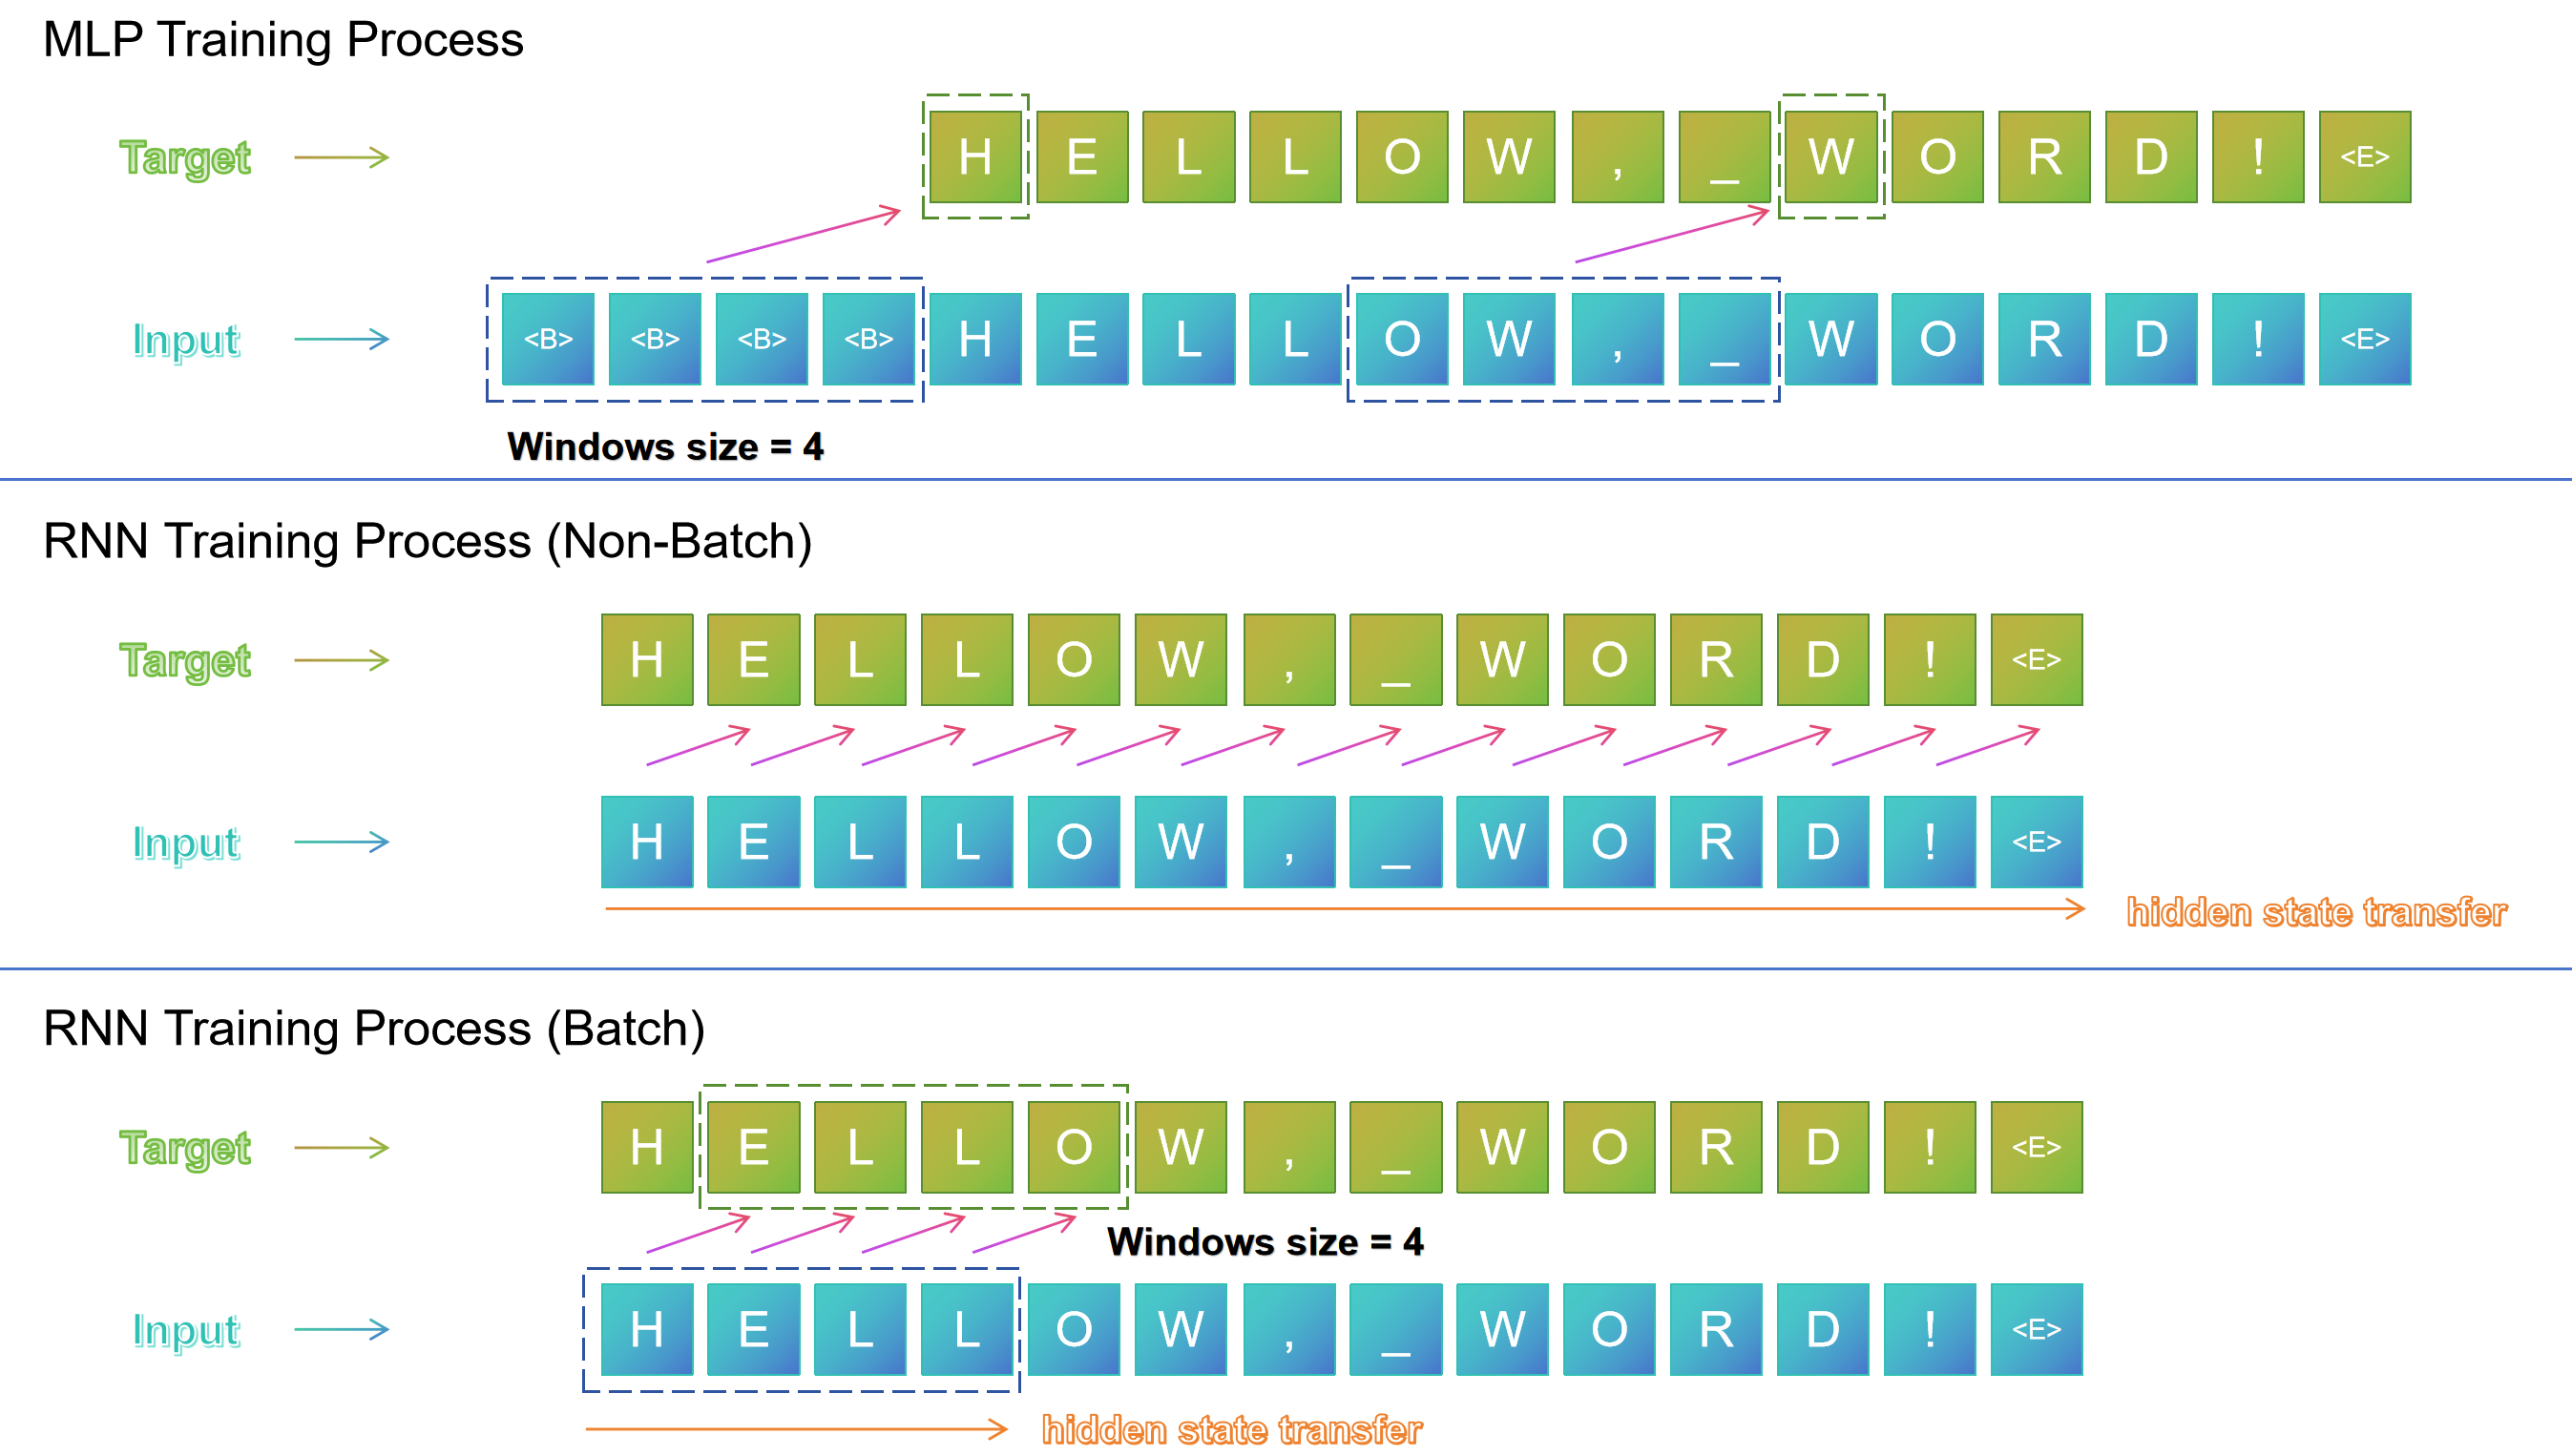 MLP Training Process
Target H E L L O W , _ W O R D ! <E>
Input <B> <B> <B> <B> H E L L O W , _ W O R D ! <E>
Windows size = 4
RNN Training Process (Non-Batch)
Target H E L L O W , _ W O R D ! <E>
Input H E L L O W , _ W O R D ! <E>
hidden state transfer
RNN Training Process (Batch)
Target H E L L O W , _ W O R D ! <E>
Windows size = 4
Input H E L L O W , _ W O R D ! <E>
hidden state transfer